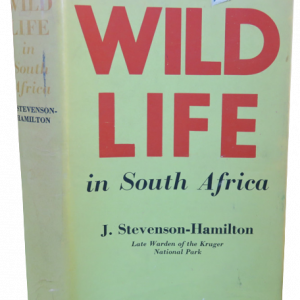 WILD
LIFE
in
South
Africa
STEVENSON-
HAMILTON
WILD
LIFE
in South Africa
J. Stevenson-Hamilton
Late Warden of the Kruger
National Park